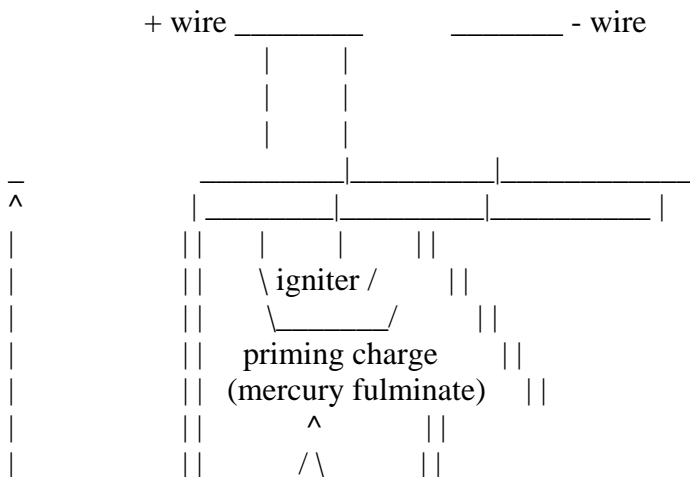 + wire - wire
igniter
priming charge
(mercury fulminate)